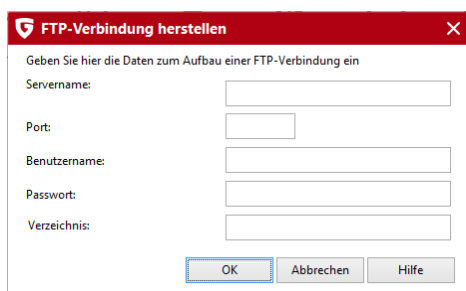 FTP-Verbindung herstellen
Geben Sie hier die Daten zum Aufbau einer FTP-Verbindung ein
Servername:
Port:
Benutzername:
Passwort:
Verzeichnis:
OK Abbrechen Hilfe